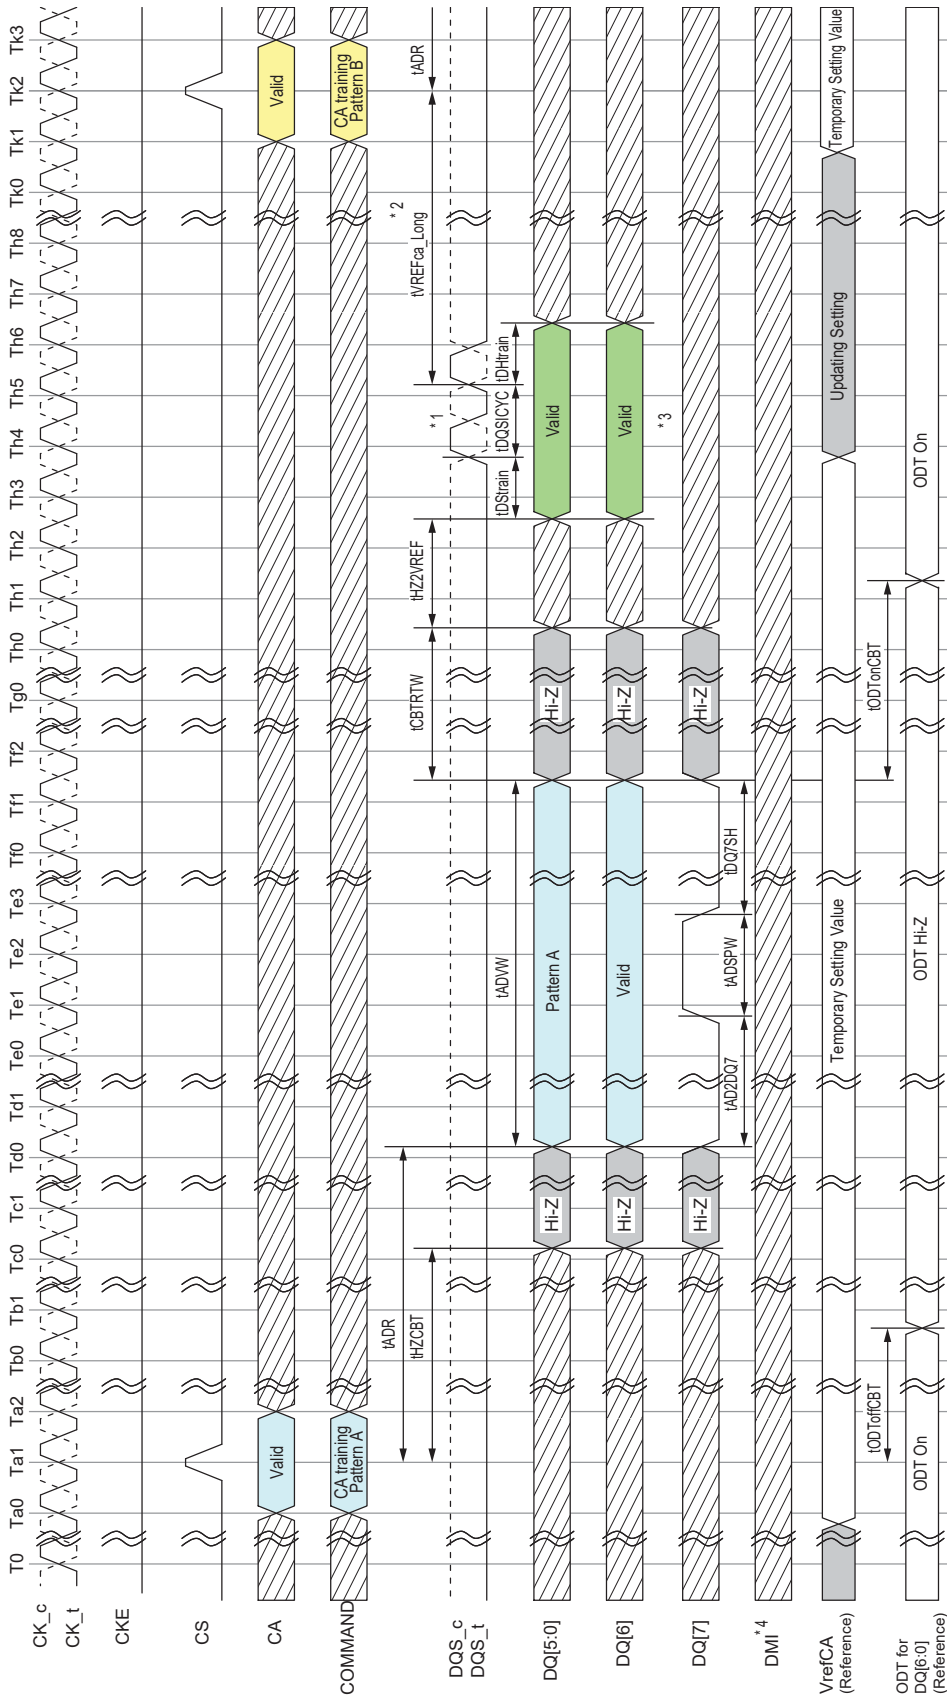 T0 Ta0 Ta1 Ta2 Tb0 Tb1 Tc0 Tc1 Td0 Td1 Te0 Te1 Te2 Te3 Tf0 Tf1 Tf2 Tg0 Th0 Th1 Th2 Th3 Th4 Th5 Th6 Th7 Th8 Tk0 Tk1 Tk2 Tk3
CK_c
CK_t
CKE
CS
CA
Valid
Valid
COMMAND
CA training
Pattern A
CA training
Pattern B
tADR
tHZCBT
tADVW
tCBTRTW
tHZ2VREF
tVREFca_Long
*2
tADR
DQS_c
DQS_t
*1
tDStrain
tDQSICYC
tDHtrain
DQ[5:0]
Hi-Z
Pattern A
Hi-Z
Valid
DQ[6]
Hi-Z
Valid
Hi-Z
Valid
*3
DQ[7]
Hi-Z
Hi-Z
tAD2DQ7
tADSPW
tDQ7SH
DMI*4
VrefCA
(Reference)
Temporary Setting Value
Updating Setting
Temporary Setting Value
tODToffCBT
tODTonCBT
ODT for
DQ[6:0]
(Reference)
ODT On
ODT Hi-Z
ODT On